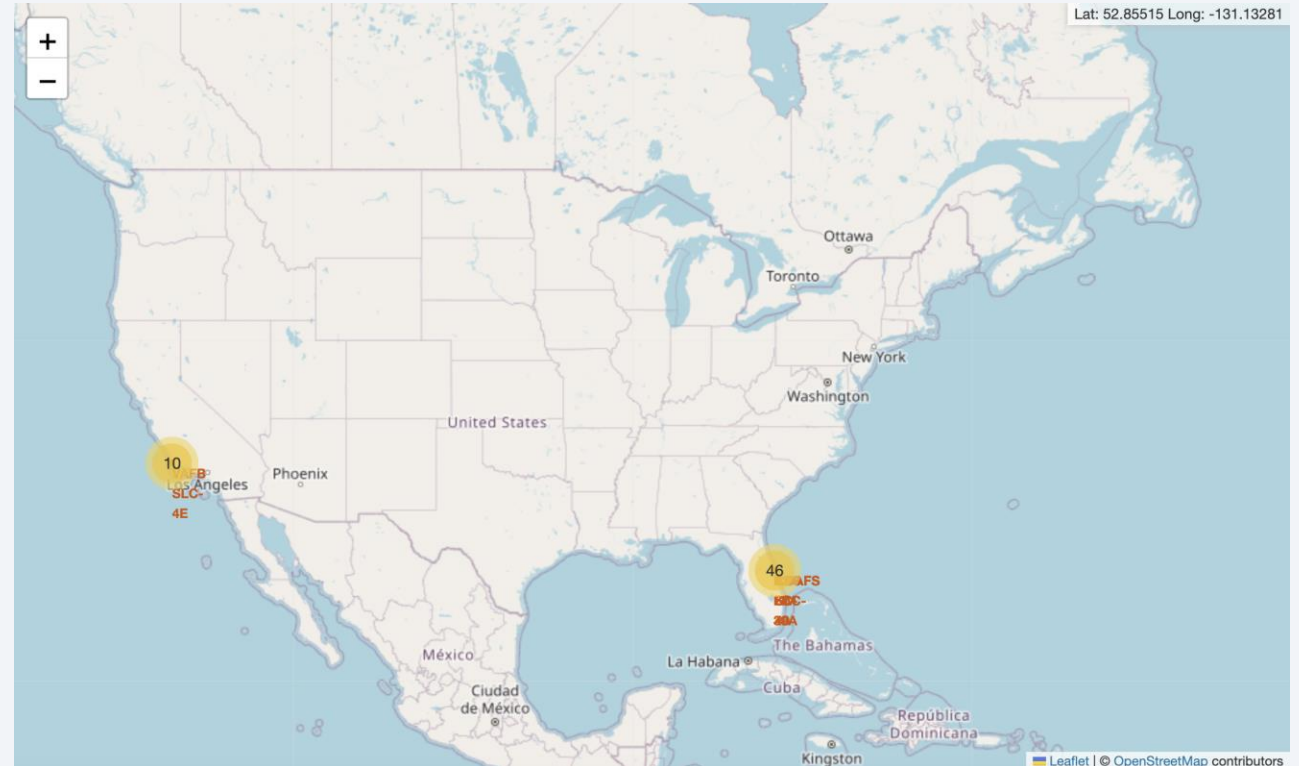 Lat: 52.85515 Long: -131.13281
+
−
Ottawa
Toronto
New York
Washington
United States
10
VAFB
Los Angeles
Phoenix
SLC-
4E
46
The Bahamas
La Habana
México
Cuba
Ciudad
de México
República
Dominicana
Kingston
Leaflet | © OpenStreetMap contributors